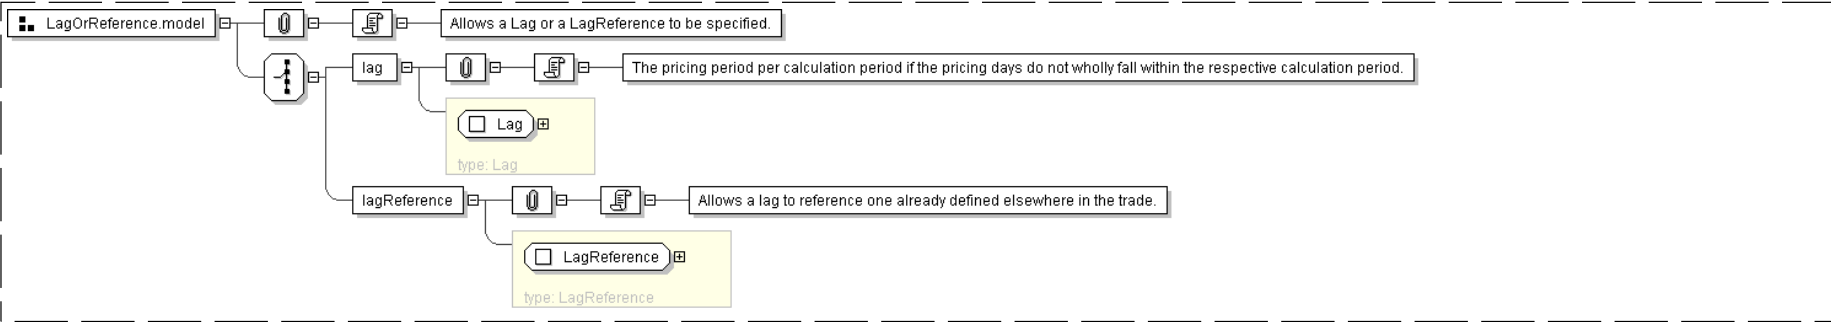 LagOrReference.model
Allows a Lag or a LagReference to be specified.
lag
The pricing period per calculation period if the pricing days do not wholly fall within the respective calculation period.
Lag
type: Lag
lagReference
Allows a lag to reference one already defined elsewhere in the trade.
LagReference
type: LagReference